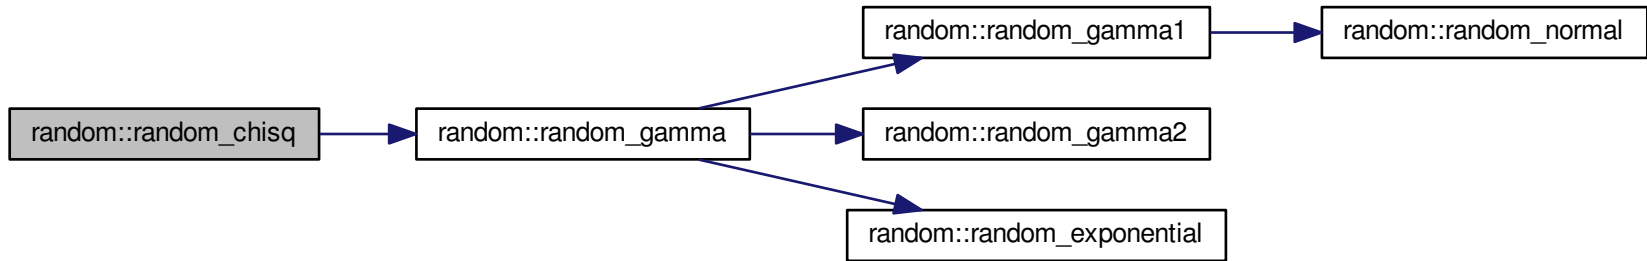 random::random_chisq
random::random_gamma
random::random_gamma1
random::random_normal
random::random_gamma2
random::random_exponential